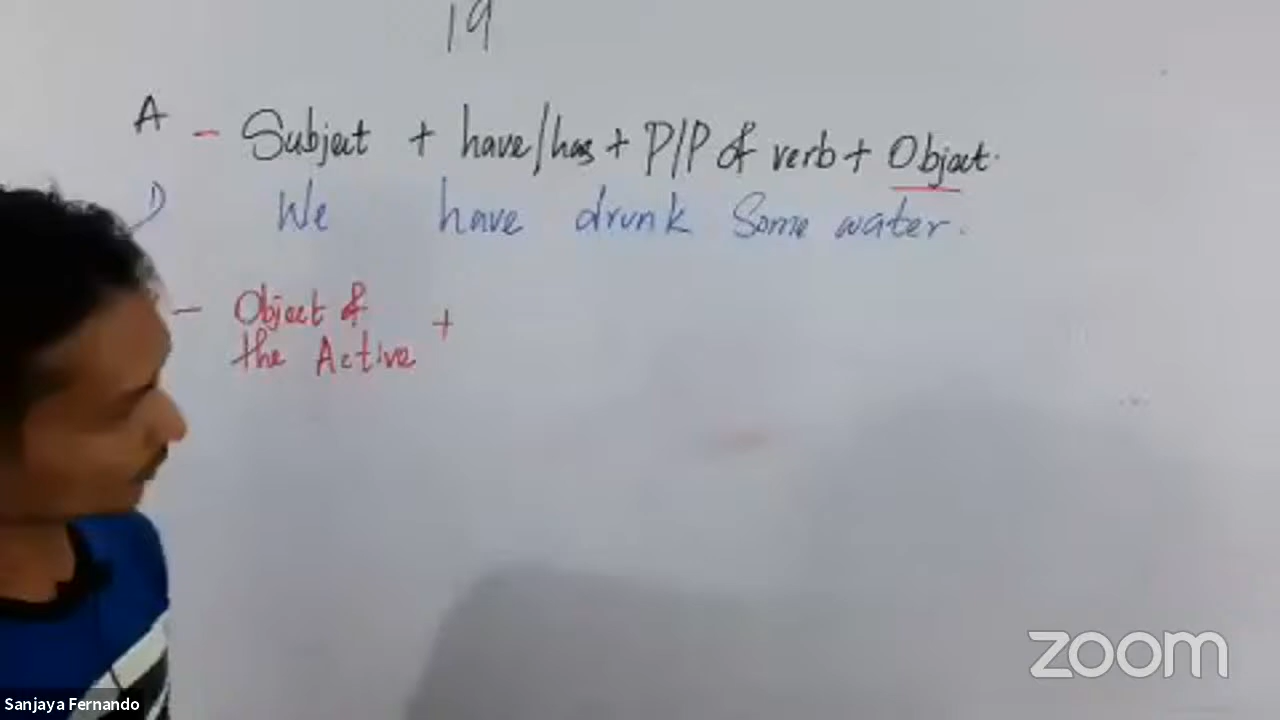 19
A - Subject + have/has + P/P of verb + Object.
1) We have drunk some water.
- Object of +
the Active
zoom
Sanjaya Fernando